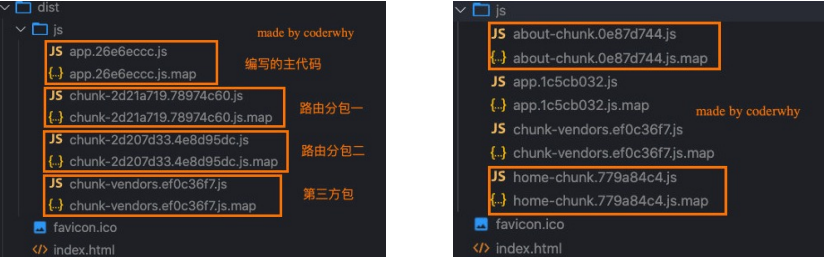 dist
js
made by coderwhy
JS app.26e6eccc.js
{..} app.26e6eccc.js.map
编写的主代码
JS chunk-2d21a719.78974c60.js
{..} chunk-2d21a719.78974c60.js.map
路由分包一
JS chunk-2d207d33.4e8d95dc.js
{..} chunk-2d207d33.4e8d95dc.js.map
路由分包二
JS chunk-vendors.ef0c36f7.js
{..} chunk-vendors.ef0c36f7.js.map
第三方包
favicon.ico
</> index.html
js
JS about-chunk.0e87d744.js
{..} about-chunk.0e87d744.js.map
JS app.1c5cb032.js
{..} app.1c5cb032.js.map
made by coderwhy
JS chunk-vendors.ef0c36f7.js
{..} chunk-vendors.ef0c36f7.js.map
JS home-chunk.779a84c4.js
{..} home-chunk.779a84c4.js.map
favicon.ico
</> index.html